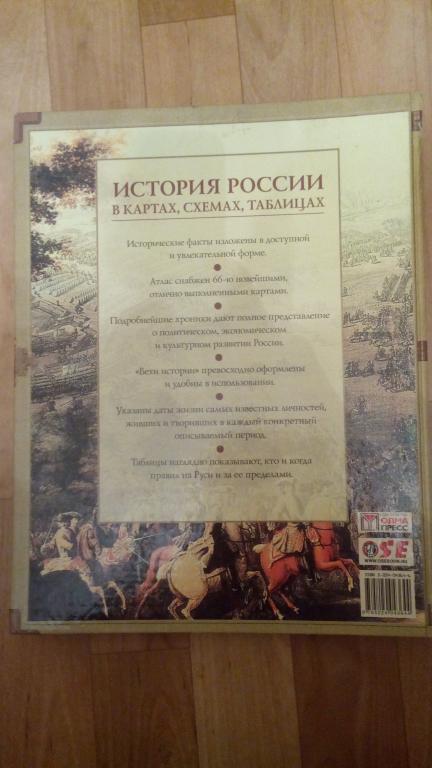 ИСТОРИЯ РОССИИ
В КАРТАХ, СХЕМАХ, ТАБЛИЦАХ
Исторические факты изложены в доступной
и увлекательной форме.
Атлас снабжен 66-ю новейшими,
отлично выполненными картами.
Подробнейшие хроники дают полное представление
о политическом, экономическом
и культурном развитии России.
«Вехи истории» превосходно оформлены
и удобны в использовании.
Указаны даты жизни самых известных личностей,
живших и творивших в каждый конкретный
описываемый период.
Таблицы наглядно показывают, кто и когда
правил на Руси и за ее пределами.
ОЛМА
ПРЕСС
OSE
ISBN